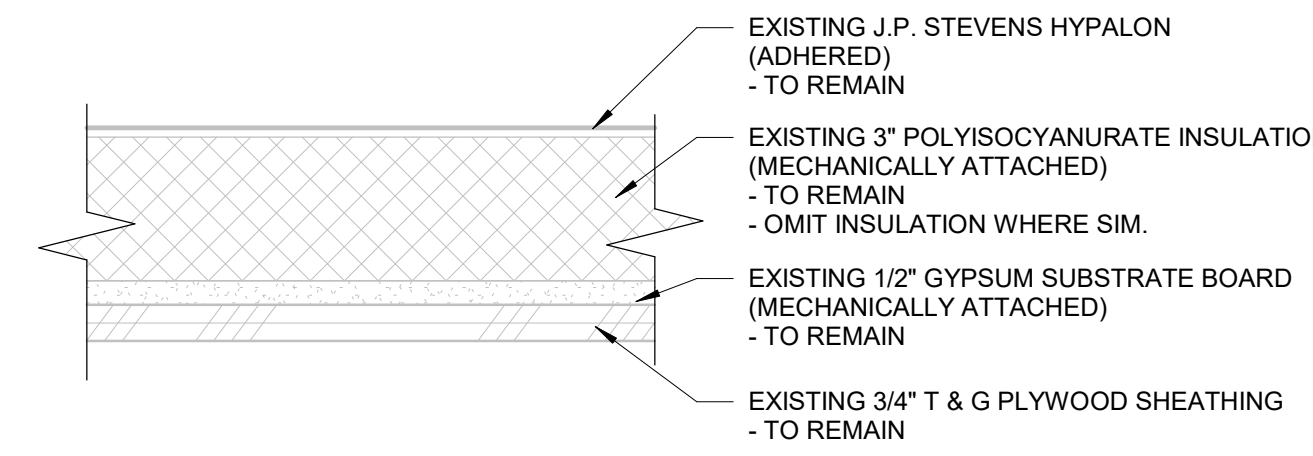 EXISTING J.P. STEVENS HYPALON
(ADHERED)
- TO REMAIN
EXISTING 3" POLYISOCYANURATE INSULATIO
(MECHANICALLY ATTACHED)
- TO REMAIN
- OMIT INSULATION WHERE SIM.
EXISTING 1/2" GYPSUM SUBSTRATE BOARD
(MECHANICALLY ATTACHED)
- TO REMAIN
EXISTING 3/4" T & G PLYWOOD SHEATHING
- TO REMAIN